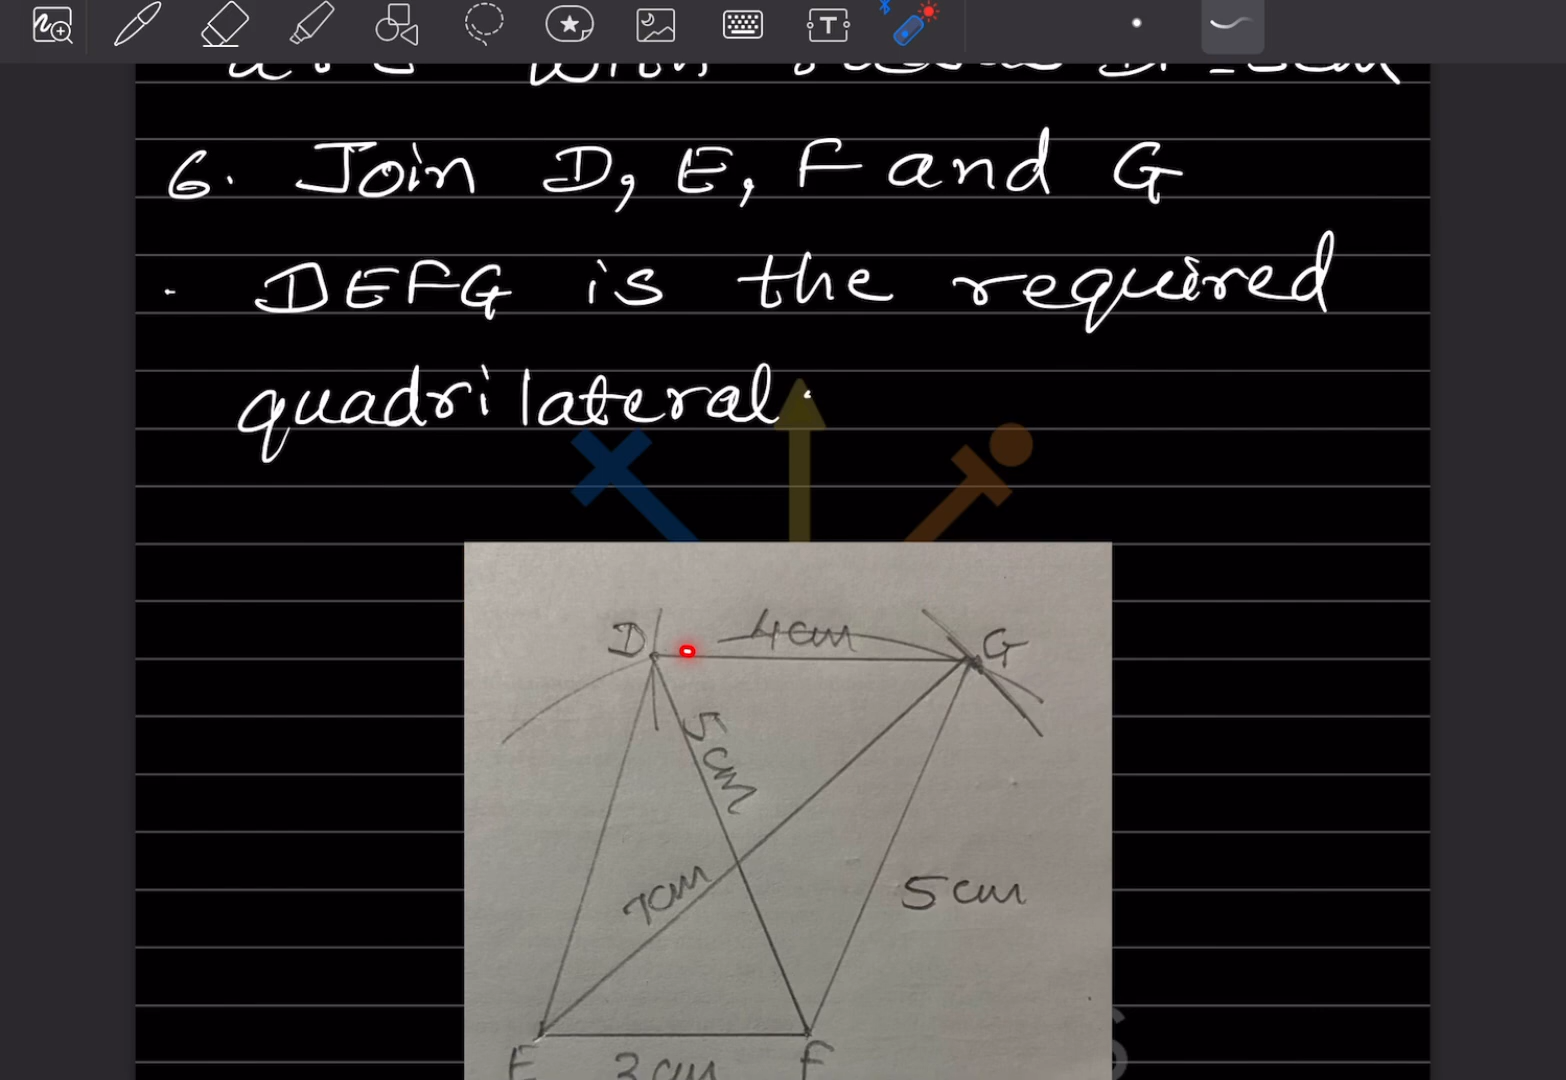 6. Join D, E, F and G
. DEFG is the required
quadrilateral.
D 4cm G
5cm
7cm
5cm
E 3cm F